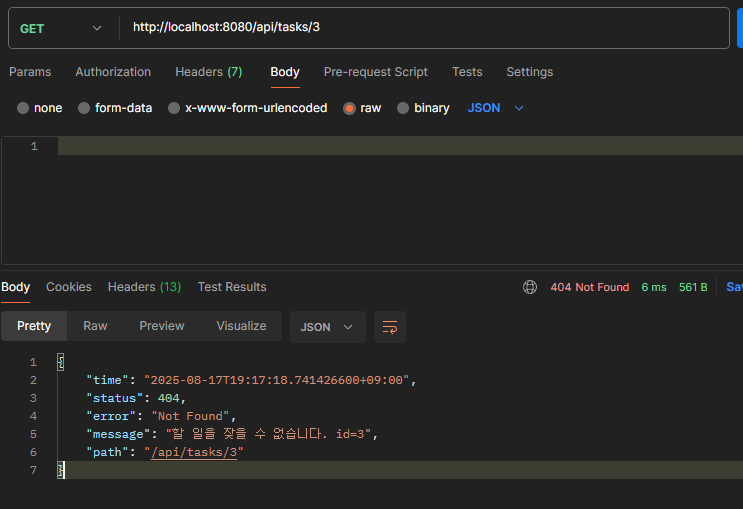 GET http://localhost:8080/api/tasks/3
Params Authorization Headers (7) Body Pre-request Script Tests Settings
none form-data x-www-form-urlencoded raw binary JSON
1
Body Cookies Headers (13) Test Results 404 Not Found 6 ms 561 B Sav
Pretty Raw Preview Visualize JSON
1 {
2 "time": "2025-08-17T19:17:18.741426600+09:00",
3 "status": 404,
4 "error": "Not Found",
5 "message": "할 일을 잦을 수 없습니다. id=3",
6 "path": "/api/tasks/3"
7 }